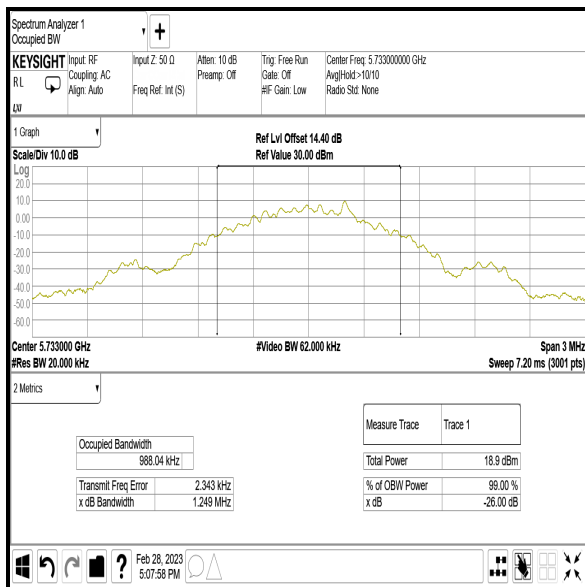 Spectrum Analyzer 1
Occupied BW
KEYSIGHT
R L
LXI
Input: RF
Coupling: AC
Align: Auto
Input Z: 50 Ω
Freq Ref: Int (S)
Atten: 10 dB
Preamp: Off
Trig: Free Run
Gate: Off
#IF Gain: Low
Center Freq: 5.733000000 GHz
Avg|Hold:>10/10
Radio Std: None
1 Graph
Scale/Div 10.0 dB
Ref Lvl Offset 14.40 dB
Ref Value 30.00 dBm
Log
20.0
10.0
0.00
-10.0
-20.0
-30.0
-40.0
-50.0
-60.0
Center 5.733000 GHz
#Res BW 20.000 kHz
#Video BW 62.000 kHz
Span 3 MHz
Sweep 7.20 ms (3001 pts)
2 Metrics
Occupied Bandwidth
988.04 kHz
Transmit Freq Error 2.343 kHz
x dB Bandwidth 1.249 MHz
Measure Trace Trace 1
Total Power 18.9 dBm
% of OBW Power 99.00 %
x dB -26.00 dB
?
Feb 28, 2023
5:07:58 PM